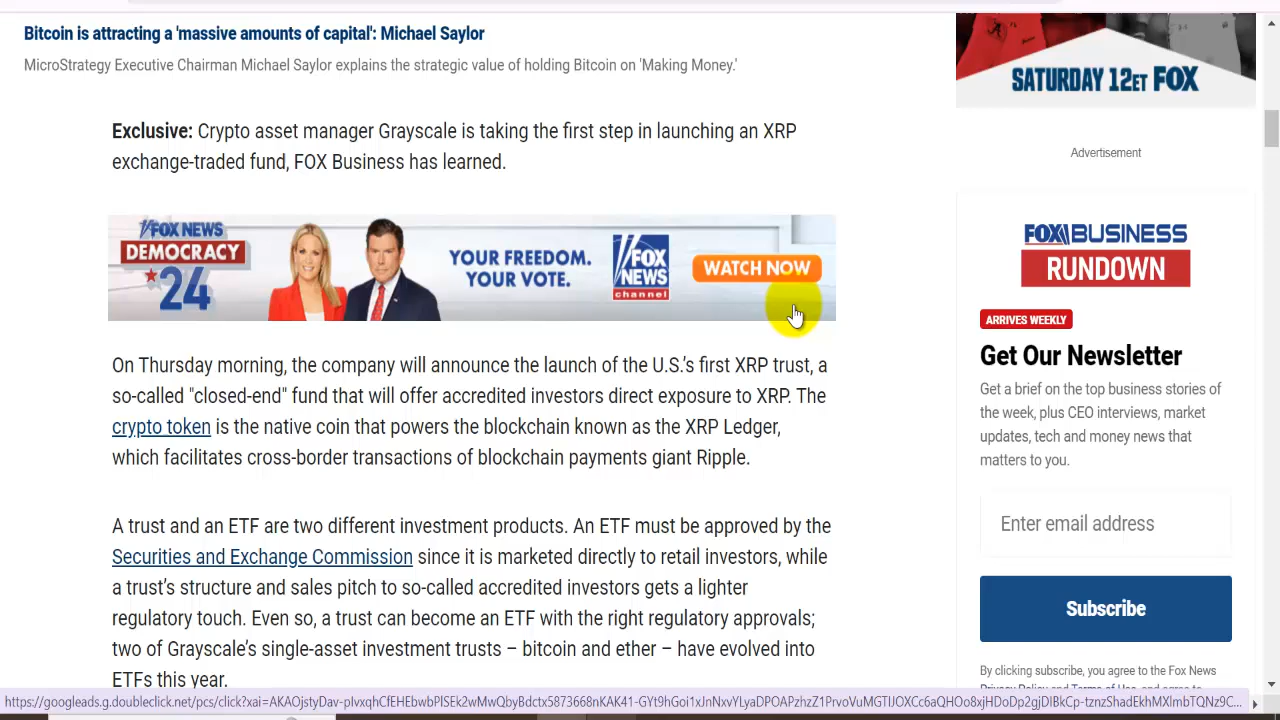 Bitcoin is attracting a 'massive amounts of capital': Michael Saylor
MicroStrategy Executive Chairman Michael Saylor explains the strategic value of holding Bitcoin on 'Making Money.'
SATURDAY 12ET FOX
Advertisement
Exclusive: Crypto asset manager Grayscale is taking the first step in launching an XRP
exchange-traded fund, FOX Business has learned.
FOX NEWS
DEMOCRACY
24
YOUR FREEDOM.
YOUR VOTE.
FOX
NEWS
channel
WATCH NOW
On Thursday morning, the company will announce the launch of the U.S.'s first XRP trust, a
so-called "closed-end" fund that will offer accredited investors direct exposure to XRP. The
crypto token is the native coin that powers the blockchain known as the XRP Ledger,
which facilitates cross-border transactions of blockchain payments giant Ripple.
A trust and an ETF are two different investment products. An ETF must be approved by the
Securities and Exchange Commission since it is marketed directly to retail investors, while
a trust's structure and sales pitch to so-called accredited investors gets a lighter
regulatory touch. Even so, a trust can become an ETF with the right regulatory approvals;
two of Grayscale's single-asset investment trusts – bitcoin and ether – have evolved into
ETFs this year.
FOX BUSINESS
RUNDOWN
ARRIVES WEEKLY
Get Our Newsletter
Get a brief on the top business stories of
the week, plus CEO interviews, market
updates, tech and money news that
matters to you.
Enter email address
Subscribe
By clicking subscribe, you agree to the Fox News